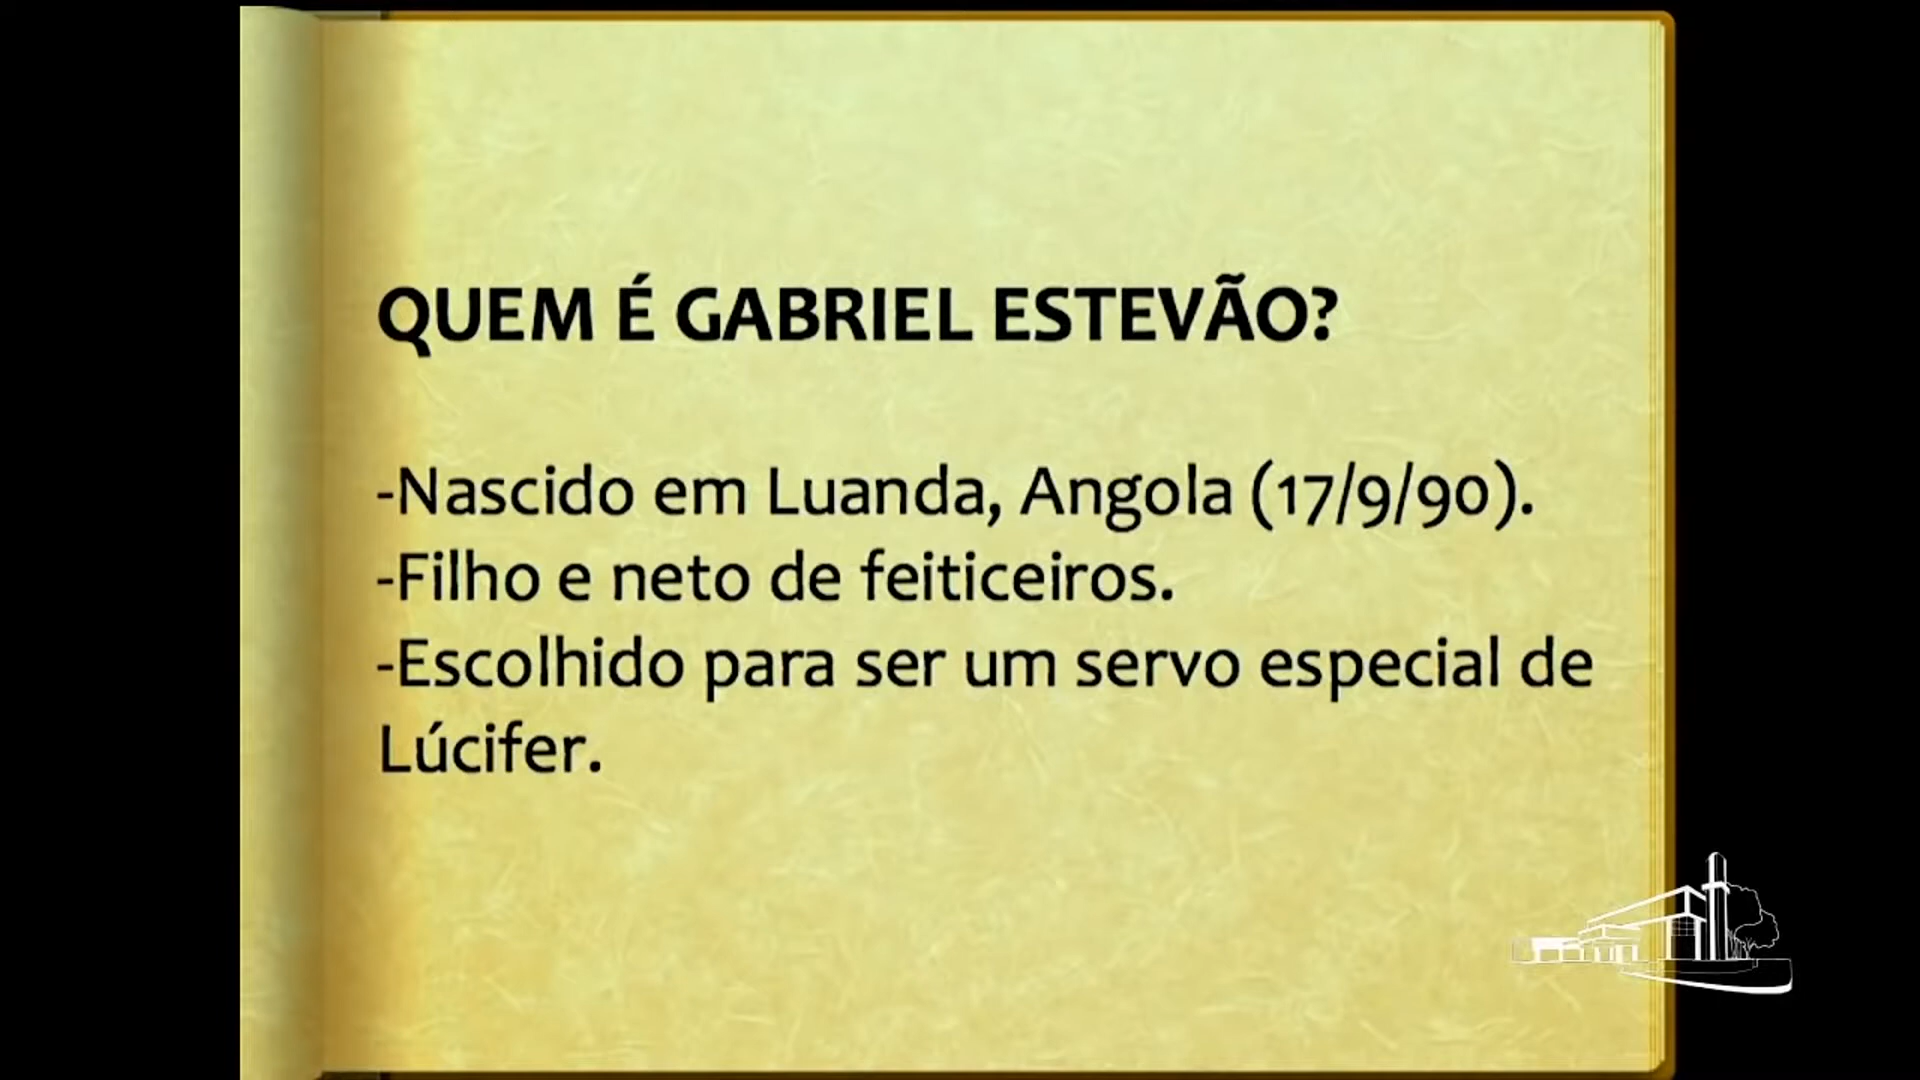 QUEM É GABRIEL ESTEVÃO?
-Nascido em Luanda, Angola (17/9/90).
-Filho e neto de feiticeiros.
-Escolhido para ser um servo especial de
Lúcifer.